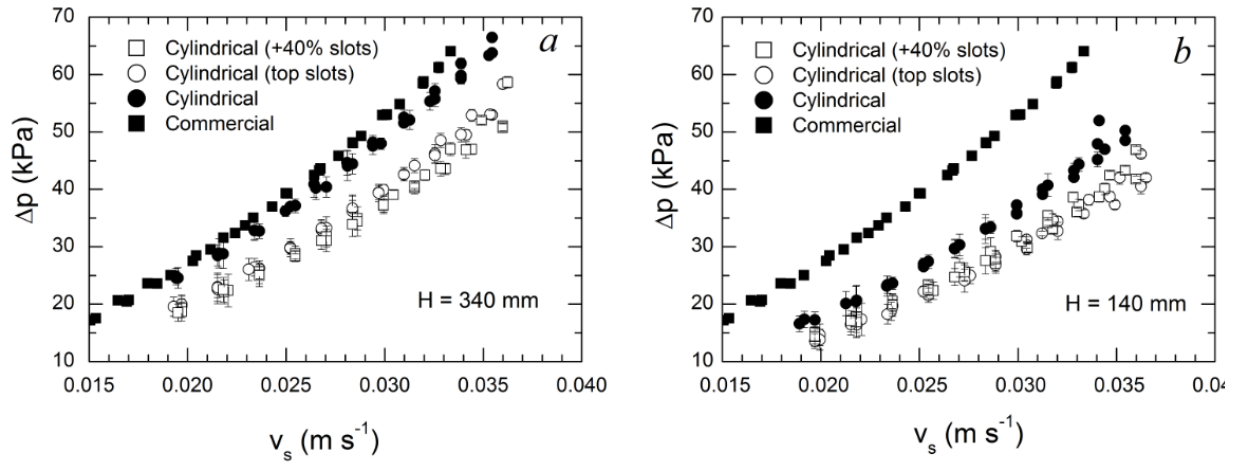 70
60
50
40
30
20
10
Δp (kPa)
Cylindrical (+40% slots)
Cylindrical (top slots)
Cylindrical
Commercial
a
H = 340 mm
0.015 0.020 0.025 0.030 0.035 0.040
v_s (m s⁻¹)
70
60
50
40
30
20
10
Δp (kPa)
Cylindrical (+40% slots)
Cylindrical (top slots)
Cylindrical
Commercial
b
H = 140 mm
0.015 0.020 0.025 0.030 0.035 0.04
v_s (m s⁻¹)